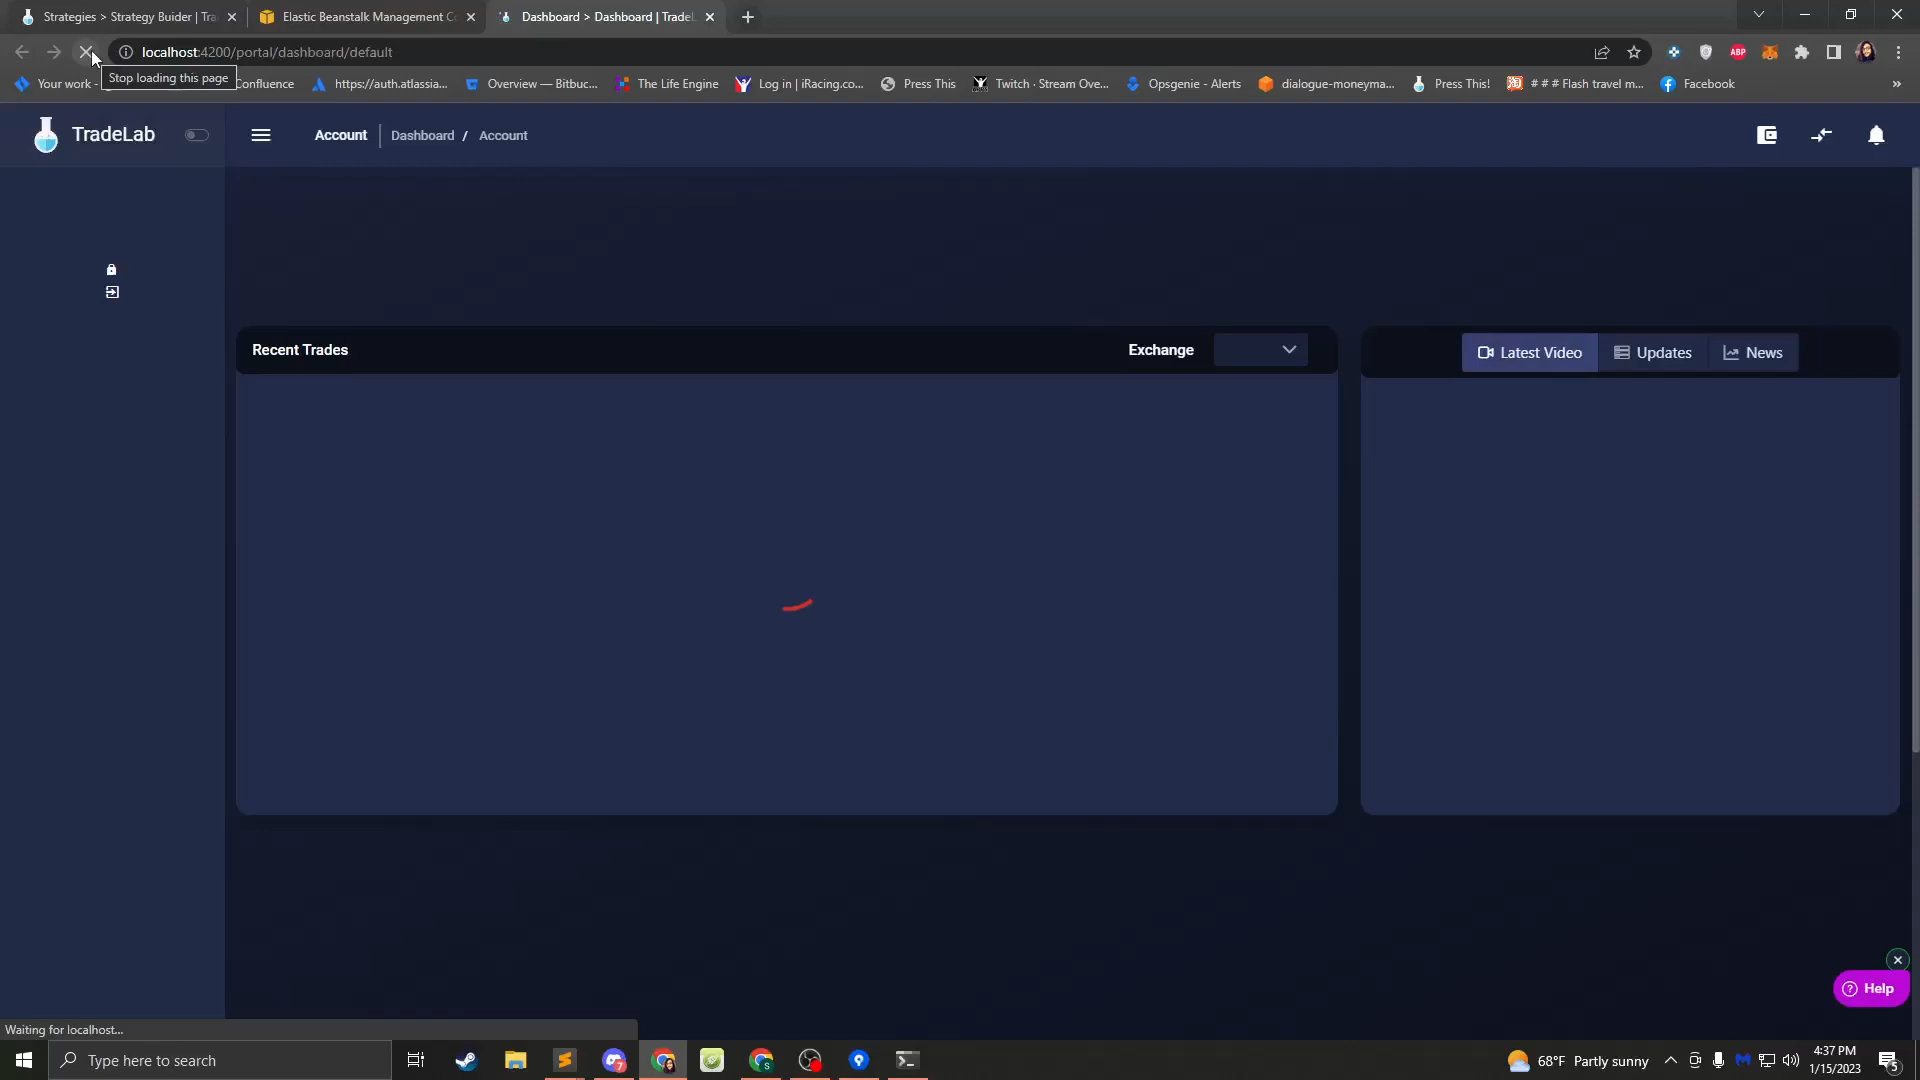 Strategies > Strategy Buider | Tra
Elastic Beanstalk Management C
Dashboard > Dashboard | TradeL
localhost:4200/portal/dashboard/default
Stop loading this page
Your work -
Confluence
https://auth.atlassia...
Overview — Bitbuc...
The Life Engine
Log in | iRacing.co...
Press This
Twitch · Stream Ove...
Opsgenie - Alerts
dialogue-moneyma...
Press This!
# # # Flash travel m...
Facebook
»
ABP
TradeLab
Account
Dashboard / Account
Recent Trades
Exchange
Latest Video
Updates
News
Help
Waiting for localhost...
Type here to search
7
S
68°F Partly sunny
4:37 PM
1/15/2023
5